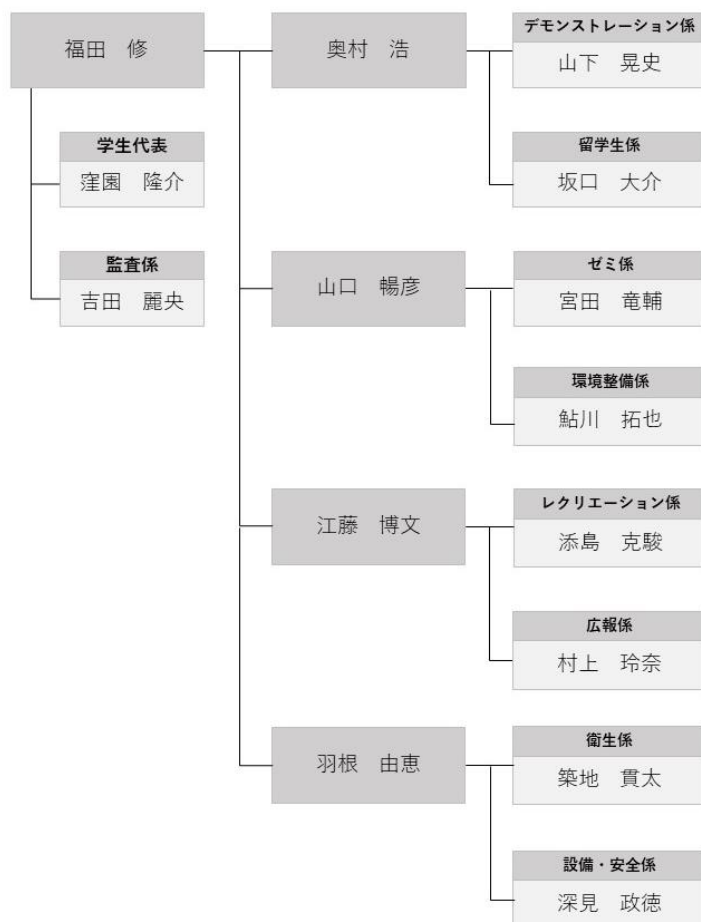 福田　修
学生代表
窪園　隆介
監査係
吉田　麗央
奥村　浩
デモンストレーション係
山下　晃史
留学生係
坂口　大介
山口　暢彦
ゼミ係
宮田　竜輔
環境整備係
鮎川　拓也
江藤　博文
レクリエーション係
添島　克駿
広報係
村上　玲奈
羽根　由恵
衛生係
築地　貫太
設備・安全係
深見　政徳